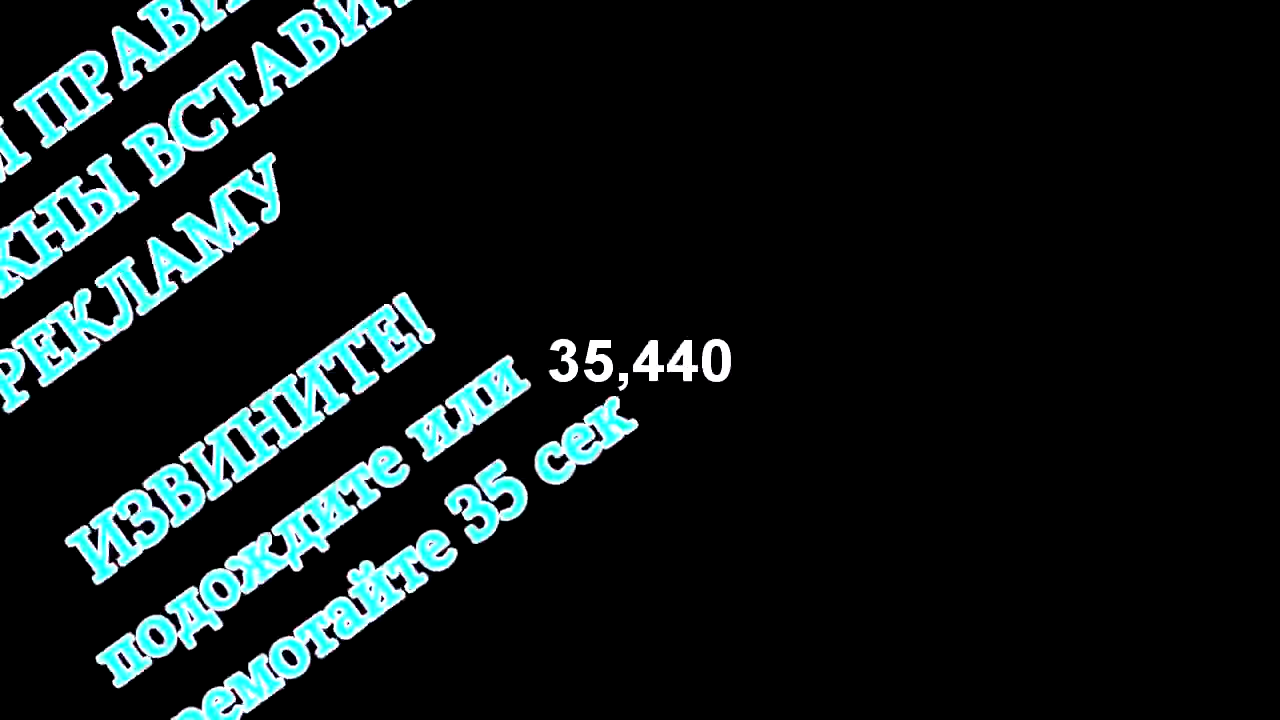 ПРАВИ
ЖНЫ ВСТАВИ
РЕКЛАМУ
ИЗВИНИТЕ!
подождите или
ремотайте 35 сек
35,440